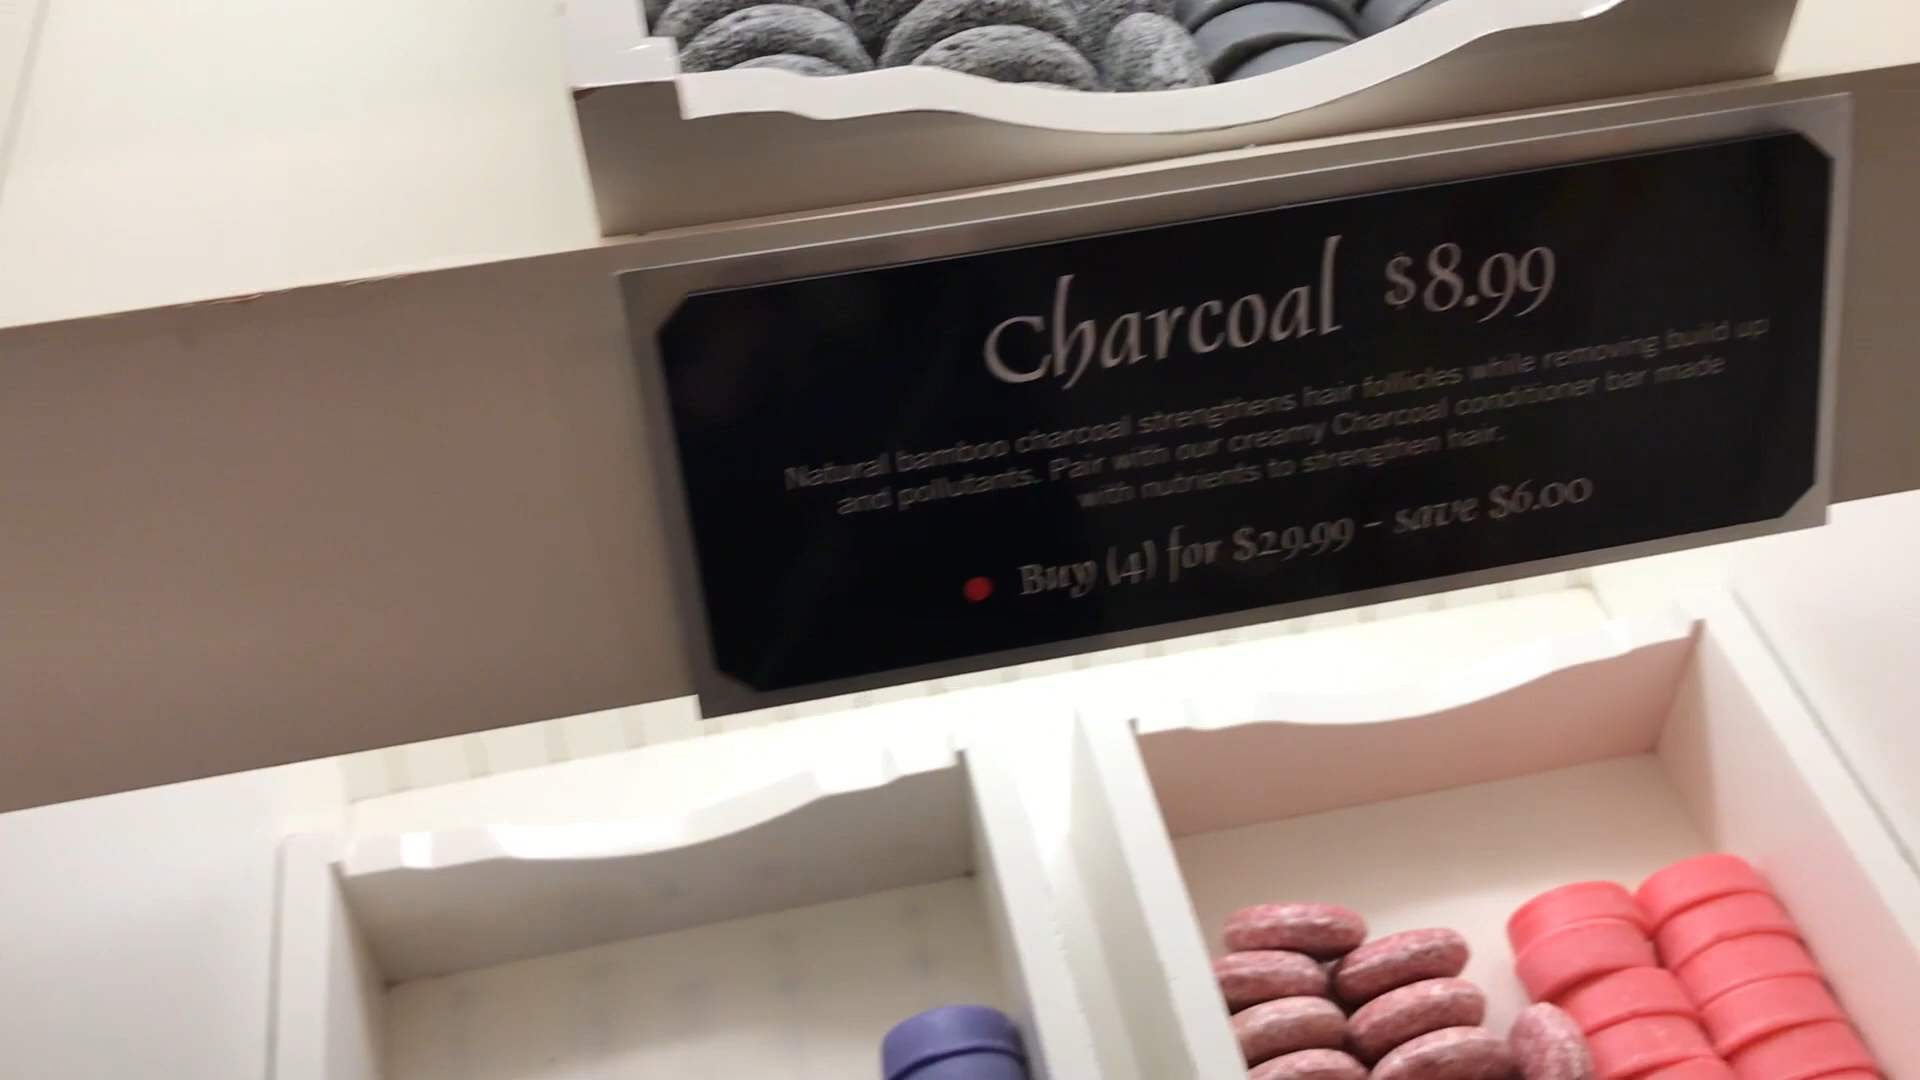 Charcoal $8.99
Natural bamboo charcoal strengthens hair follicles while removing build up
and pollutants. Pair with our creamy Charcoal conditioner bar made
with nutrients to strengthen hair.
Buy (4) for $29.99 - save $6.00